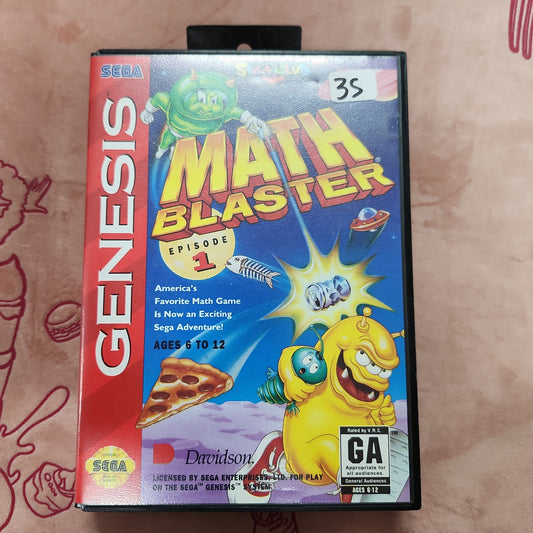 SEGA
GENESIS
35
MATH
BLASTER
EPISODE
1
America's
Favorite Math Game
Is Now an Exciting
Sega Adventure!
AGES 6 TO 12
Davidson.
LICENSED BY SEGA ENTERPRISES, LTD. FOR PLAY
ON THE SEGA™ GENESIS™ SYSTEM.
SEGA
Rated by V.R.C.
GA
Appropriate for
all audiences.
General Audiences
AGES 6-12